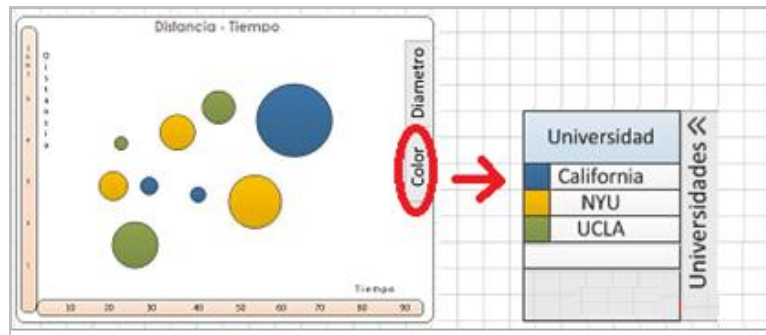 Distancia - Tiempo
Distancia
Diametro
Color
Tiempo
10 20 30 40 50 60 70 80 90
Universidad
California
NYU
UCLA
Universidades